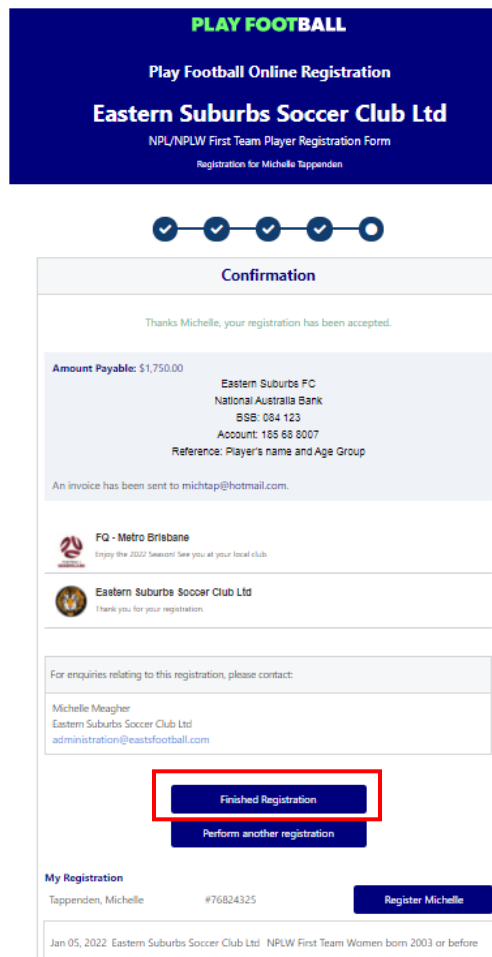 PLAY FOOTBALL
Play Football Online Registration
Eastern Suburbs Soccer Club Ltd
NPL/NPLW First Team Player Registration Form
Registration for Michelle Tappenden
Confirmation
Thanks Michelle, your registration has been accepted.
Amount Payable: $1,750.00
Eastern Suburbs FC
National Australia Bank
BSB: 084 123
Account: 185 68 8007
Reference: Player's name and Age Group
An invoice has been sent to michtap@hotmail.com.
FQ - Metro Brisbane
Enjoy the 2022 Season! See you at your local club.
Eastern Suburbs Soccer Club Ltd
Thank you for your registration.
For enquiries relating to this registration, please contact:
Michelle Meagher
Eastern Suburbs Soccer Club Ltd
administration@eastsfootball.com
Finished Registration
Perform another registration
My Registration
Tappenden, Michelle #76824325 Register Michelle
Jan 05, 2022 Eastern Suburbs Soccer Club Ltd NPLW First Team Women born 2003 or before